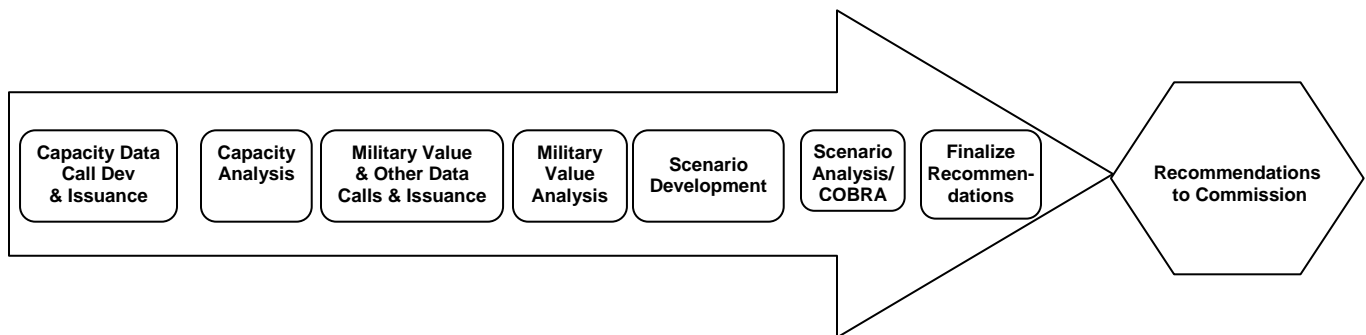 Capacity Data
Call Dev
& Issuance
Capacity
Analysis
Military Value
& Other Data
Calls & Issuance
Military
Value
Analysis
Scenario
Development
Scenario
Analysis/
COBRA
Finalize
Recommen-
dations
Recommendations
to Commission